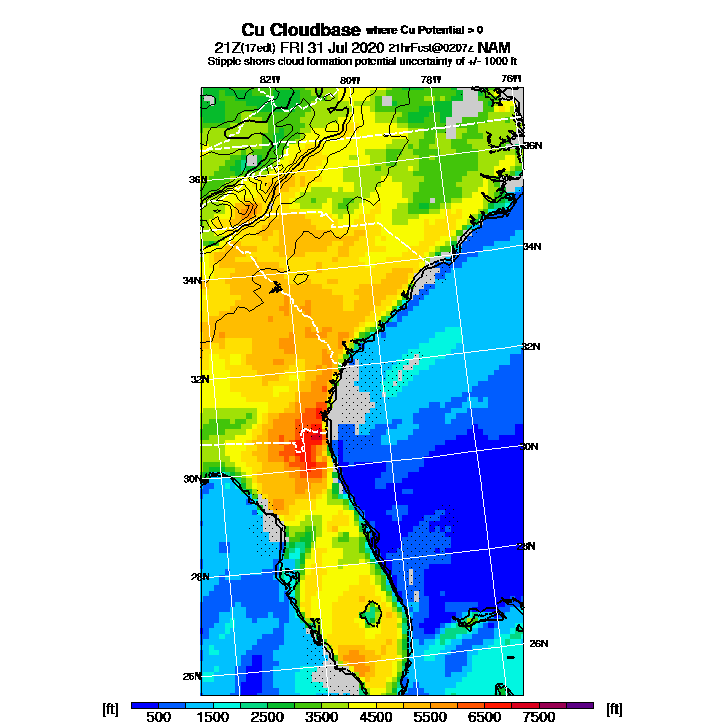 Cu Cloudbase where Cu Potential > 0
21Z(17edt) FRI 31 Jul 2020 21hrFcst@0207z NAM
Stipple shows cloud formation potential uncertainty of +/- 1000 ft
82W 80W 78W 76W
36N
36N
34N
34N
32N
32N
30N
30N
28N
28N
26N
26N
[ft] 500 1500 2500 3500 4500 5500 6500 7500 [ft]